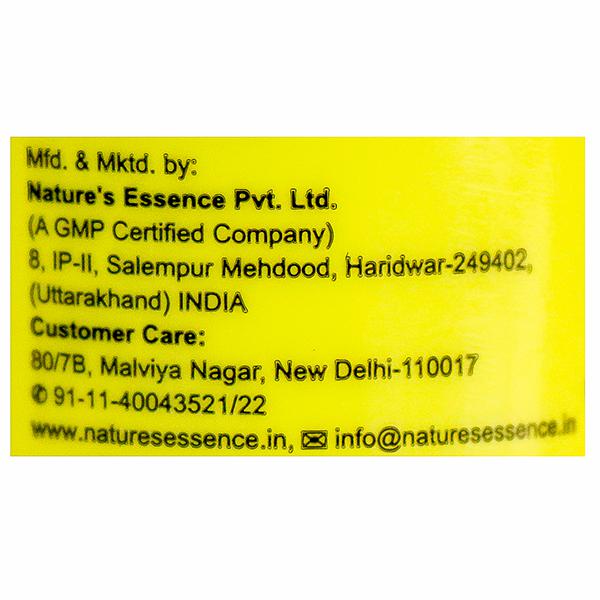 Mfd. & Mktd. by:
Nature's Essence Pvt. Ltd.
(A GMP Certified Company)
8, IP-II, Salempur Mehdood, Haridwar-249402,
(Uttarakhand) INDIA
Customer Care:
80/7B, Malviya Nagar, New Delhi-110017
✆ 91-11-40043521/22
www.naturesessence.in, ✉ info@naturesessence.in